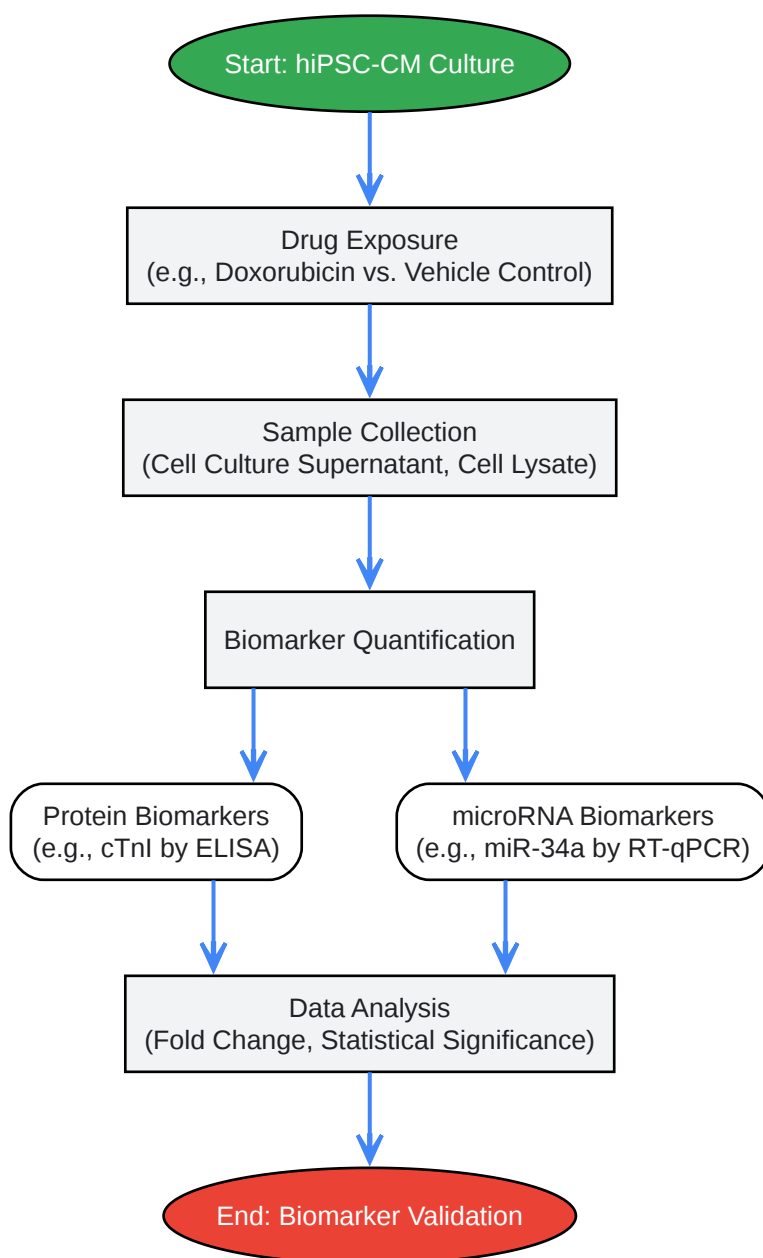 Start: hiPSC-CM Culture
Drug Exposure
(e.g., Doxorubicin vs. Vehicle Control)
Sample Collection
(Cell Culture Supernatant, Cell Lysate)
Biomarker Quantification
Protein Biomarkers
(e.g., cTnI by ELISA)
microRNA Biomarkers
(e.g., miR-34a by RT-qPCR)
Data Analysis
(Fold Change, Statistical Significance)
End: Biomarker Validation